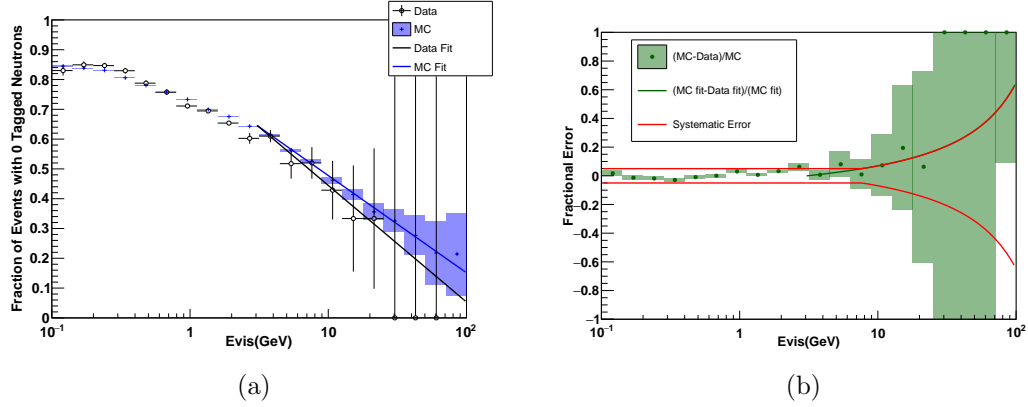 Data
MC
Data Fit
MC Fit
Fraction of Events with 0 Tagged Neutrons
1
0.9
0.8
0.7
0.6
0.5
0.4
0.3
0.2
0.1
0
10⁻¹ 1 10 10²
Evis(GeV)
(a)
(MC-Data)/MC
(MC fit-Data fit)/(MC fit)
Systematic Error
Fractional Error
1
0.8
0.6
0.4
0.2
0
−0.2
−0.4
−0.6
−0.8
−1
10⁻¹ 1 10 10²
Evis(GeV)
(b)